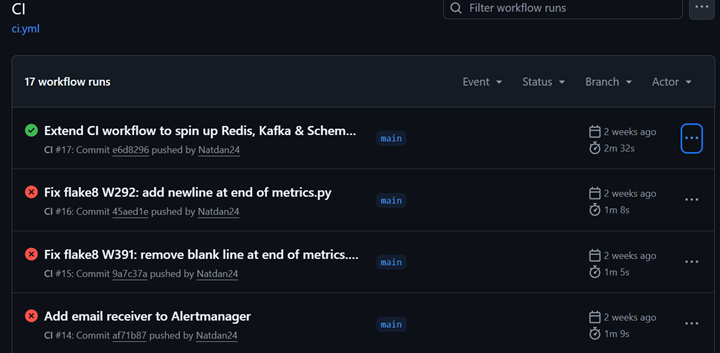 CI
Filter workflow runs
ci.yml
17 workflow runs
Event
Status
Branch
Actor
Extend CI workflow to spin up Redis, Kafka & Schem...
main
2 weeks ago
CI #17: Commit e6d8296 pushed by Natdan24
2m 32s
Fix flake8 W292: add newline at end of metrics.py
main
2 weeks ago
CI #16: Commit 45aed1e pushed by Natdan24
1m 8s
Fix flake8 W391: remove blank line at end of metrics....
main
2 weeks ago
CI #15: Commit 9a7c37a pushed by Natdan24
1m 5s
Add email receiver to Alertmanager
main
2 weeks ago
CI #14: Commit af71b87 pushed by Natdan24
1m 9s